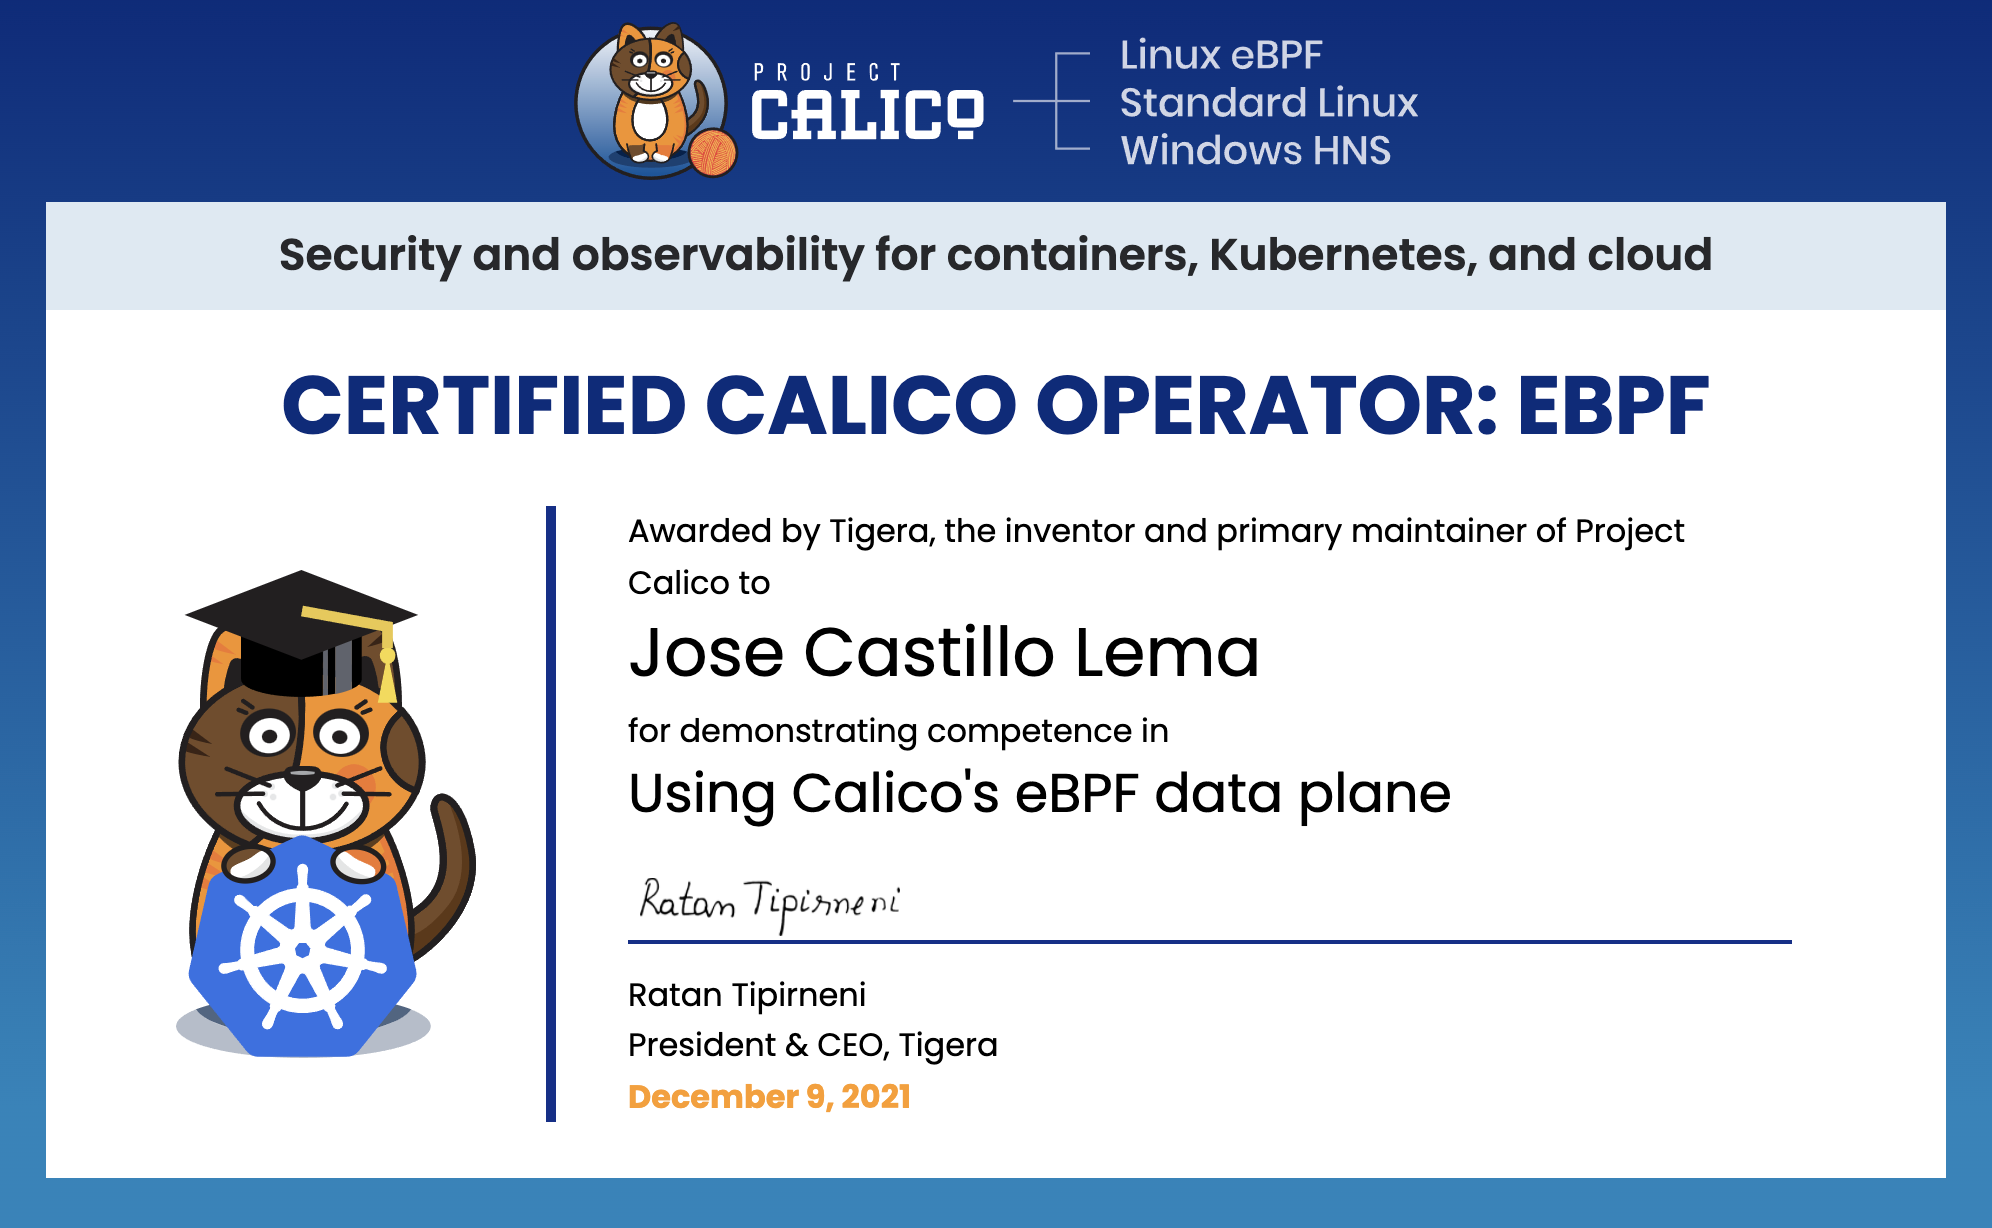 PROJECT
CALICO
Linux eBPF
Standard Linux
Windows HNS
Security and observability for containers, Kubernetes, and cloud
CERTIFIED CALICO OPERATOR: EBPF
Awarded by Tigera, the inventor and primary maintainer of Project
Calico to
Jose Castillo Lema
for demonstrating competence in
Using Calico's eBPF data plane
Ratan Tipirneni
Ratan Tipirneni
President & CEO, Tigera
December 9, 2021